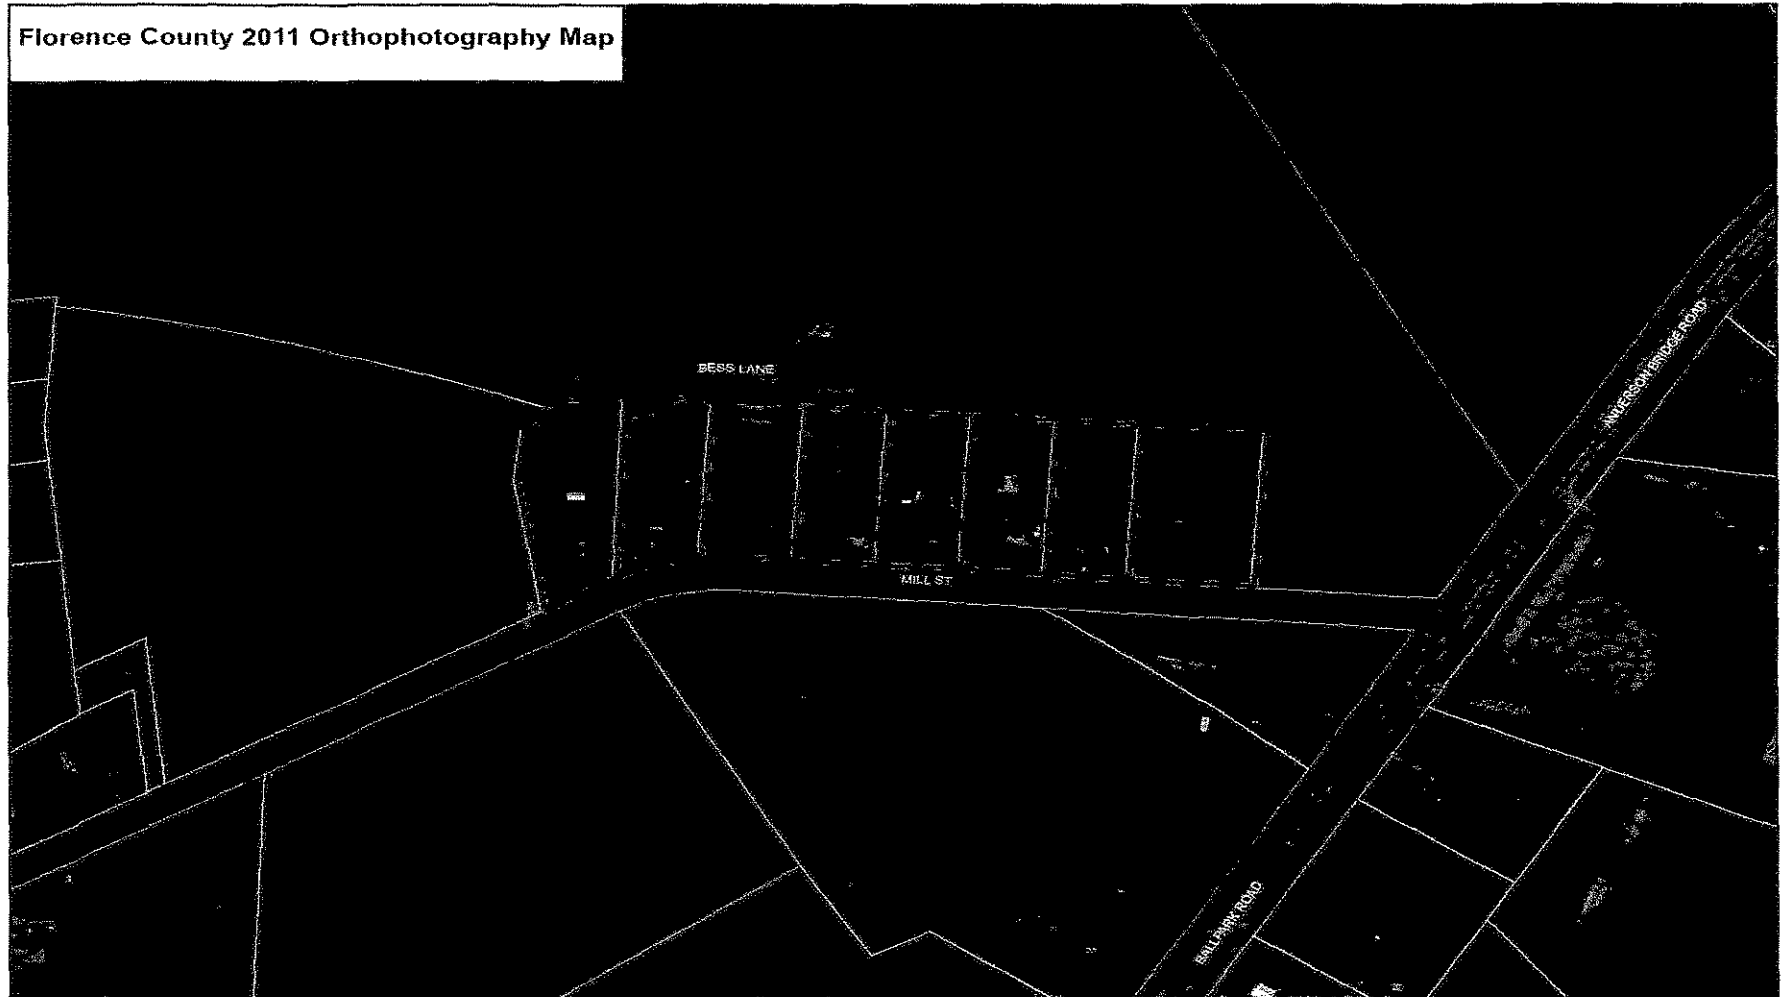 Florence County 2011 Orthophotography Map
BESS LANE
ANDERSON BRIDGE ROAD
MILL ST
BALLPARK ROAD